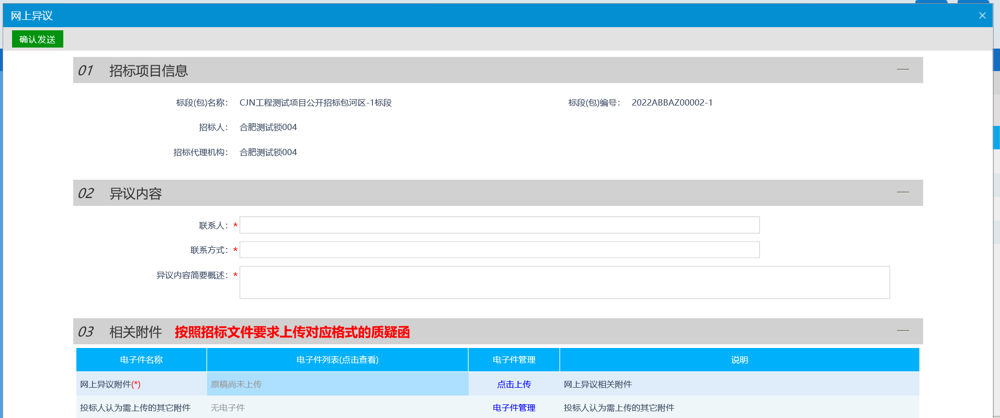 网上异议
确认发送
01 招标项目信息
标段(包)名称： CJN工程测试项目公开招标包河区-1标段 标段(包)编号： 2022ABBAZ00002-1
招标人： 合肥测试锁004
招标代理机构： 合肥测试锁004
02 异议内容
联系人：*
联系方式：*
异议内容简要概述：*
03 相关附件 按照招标文件要求上传对应格式的质疑函
电子件名称 电子件列表(点击查看) 电子件管理 说明
网上异议附件(*) 原稿尚未上传 点击上传 网上异议相关附件
投标人认为需上传的其它附件 无电子件 电子件管理 投标人认为需上传的其它附件